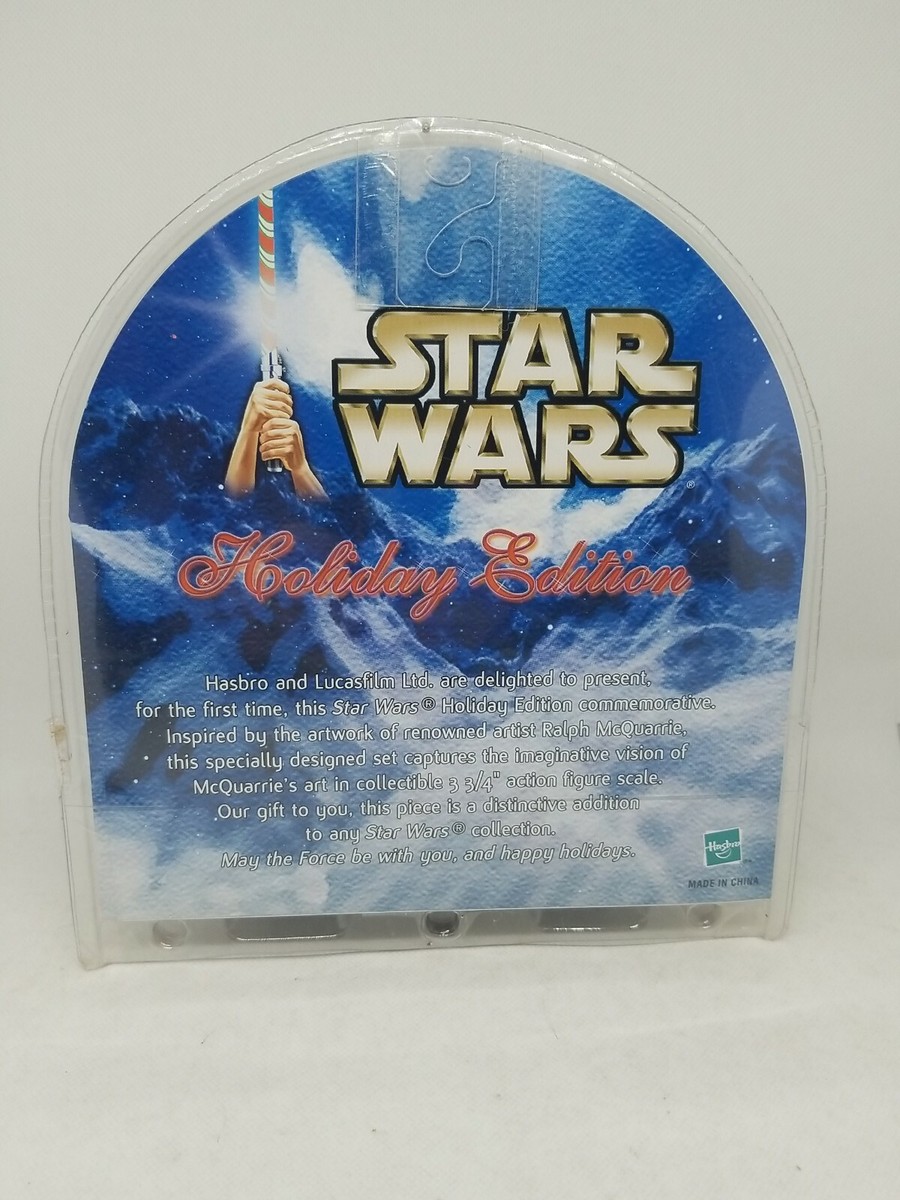 STAR
WARS
®
Holiday Edition
Hasbro and Lucasfilm Ltd. are delighted to present,
for the first time, this Star Wars® Holiday Edition commemorative.
Inspired by the artwork of renowned artist Ralph McQuarrie,
this specially designed set captures the imaginative vision of
McQuarrie's art in collectible 3 3/4" action figure scale.
Our gift to you, this piece is a distinctive addition
to any Star Wars® collection.
May the Force be with you, and happy holidays.
Hasbro
MADE IN CHINA